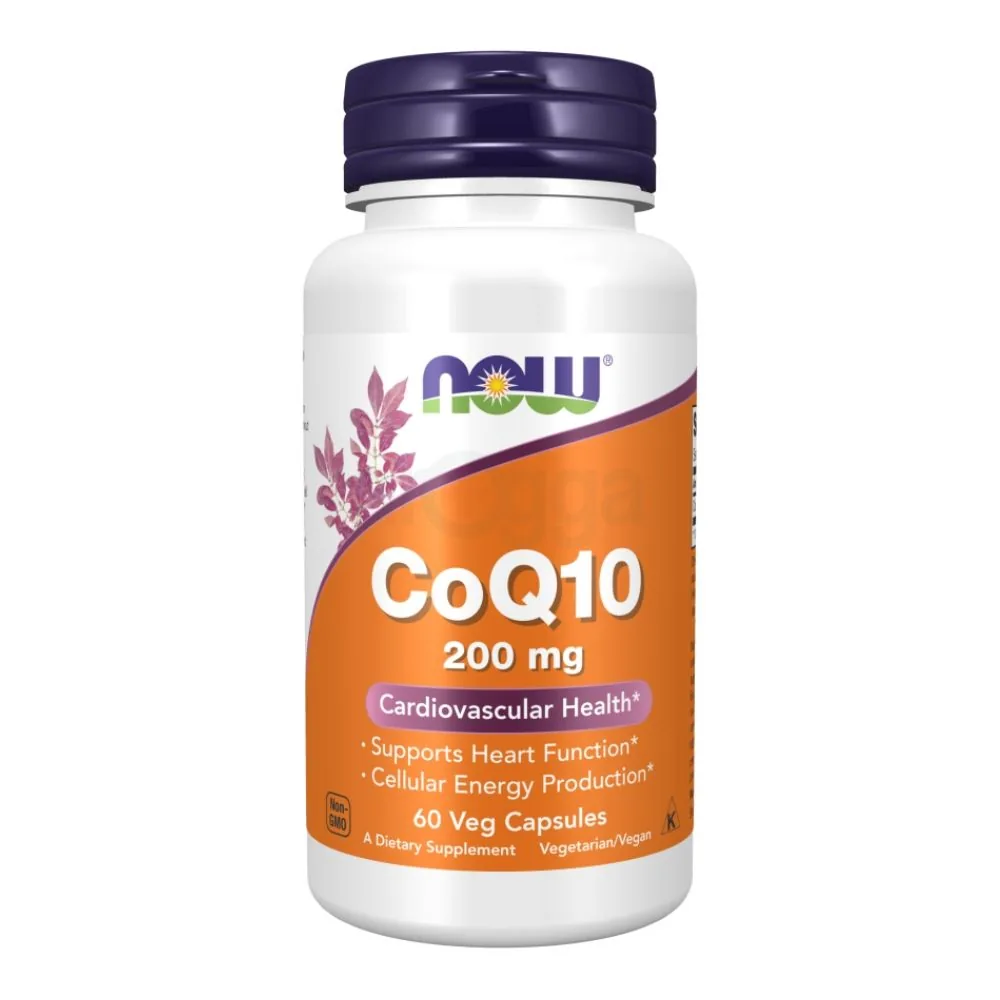 NOW®
CoQ10
200 mg
Cardiovascular Health*
· Supports Heart Function*
· Cellular Energy Production*
60 Veg Capsules
Non-
GMO
A Dietary Supplement Vegetarian/Vegan
K